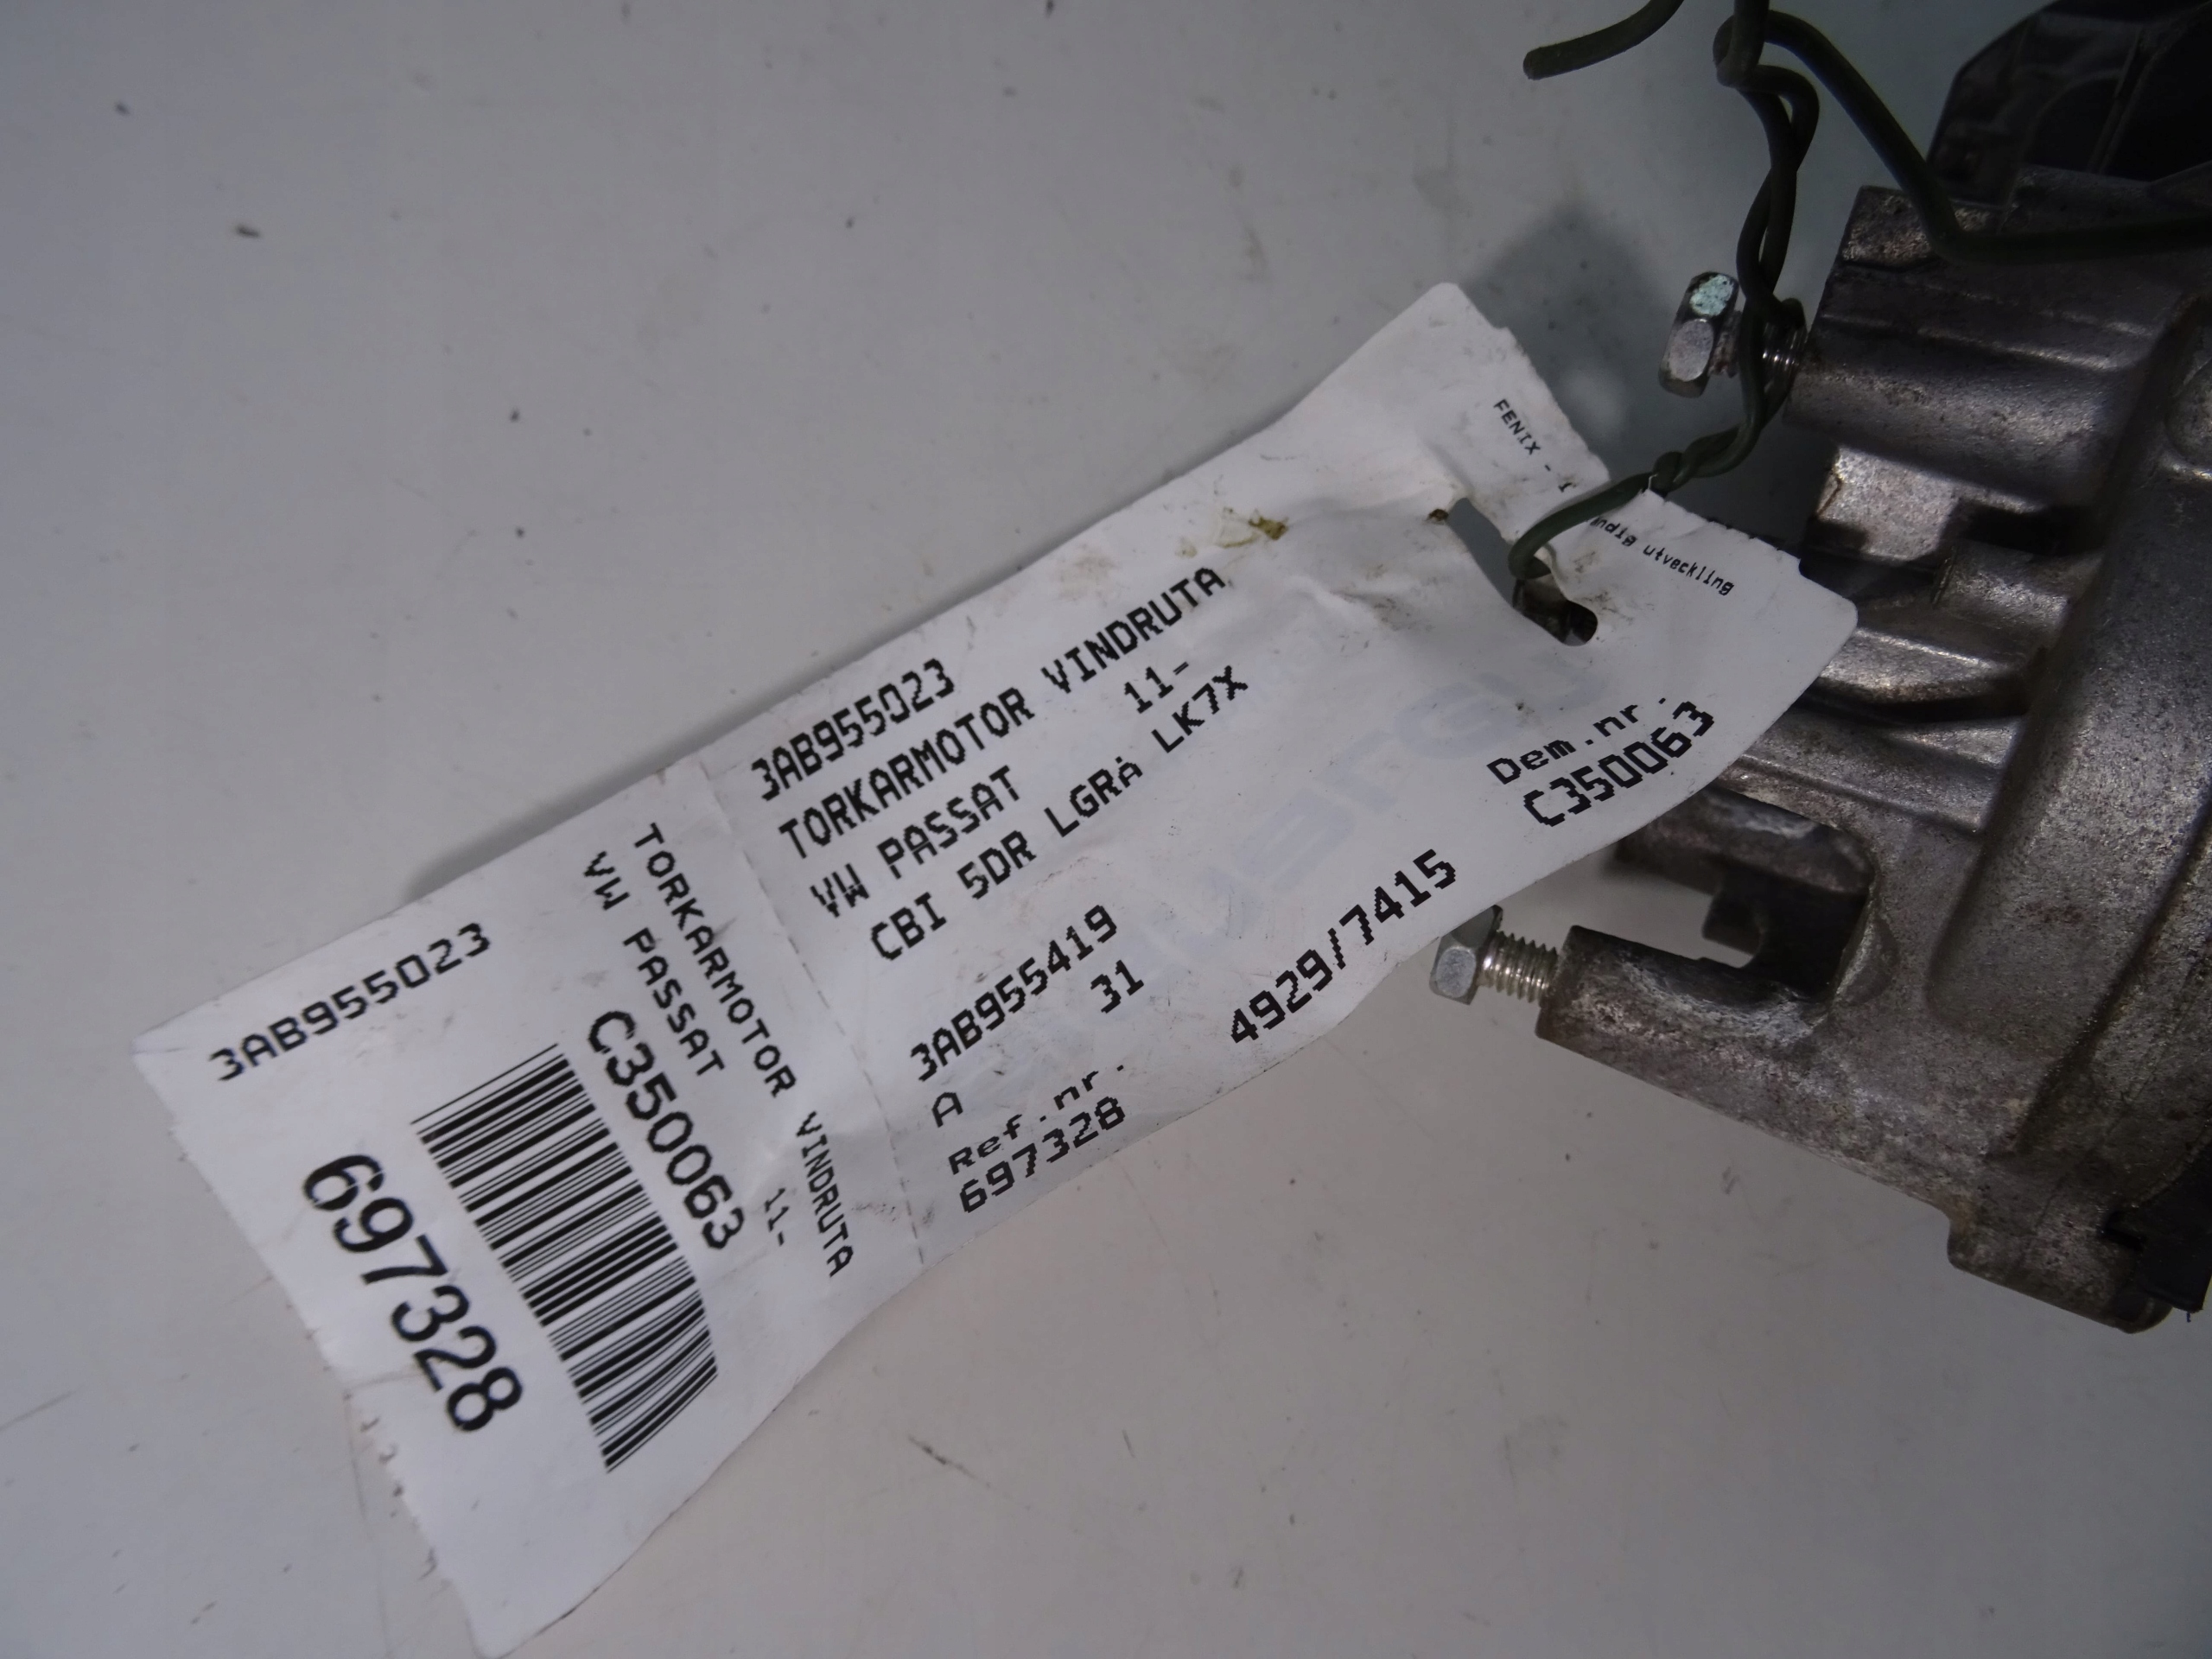 FENIX -
ändig utveckling
3AB955023
TORKARMOTOR VINDRUTA
VW PASSAT 11-
CBI 5DR LGRÅ LK7X
3AB955419
A 31
Ref.nr.
697328
4929/7415
Dem.nr.
C350063
TORKARMOTOR VINDRUTA
VW PASSAT 11-
C350063
3AB955023
697328